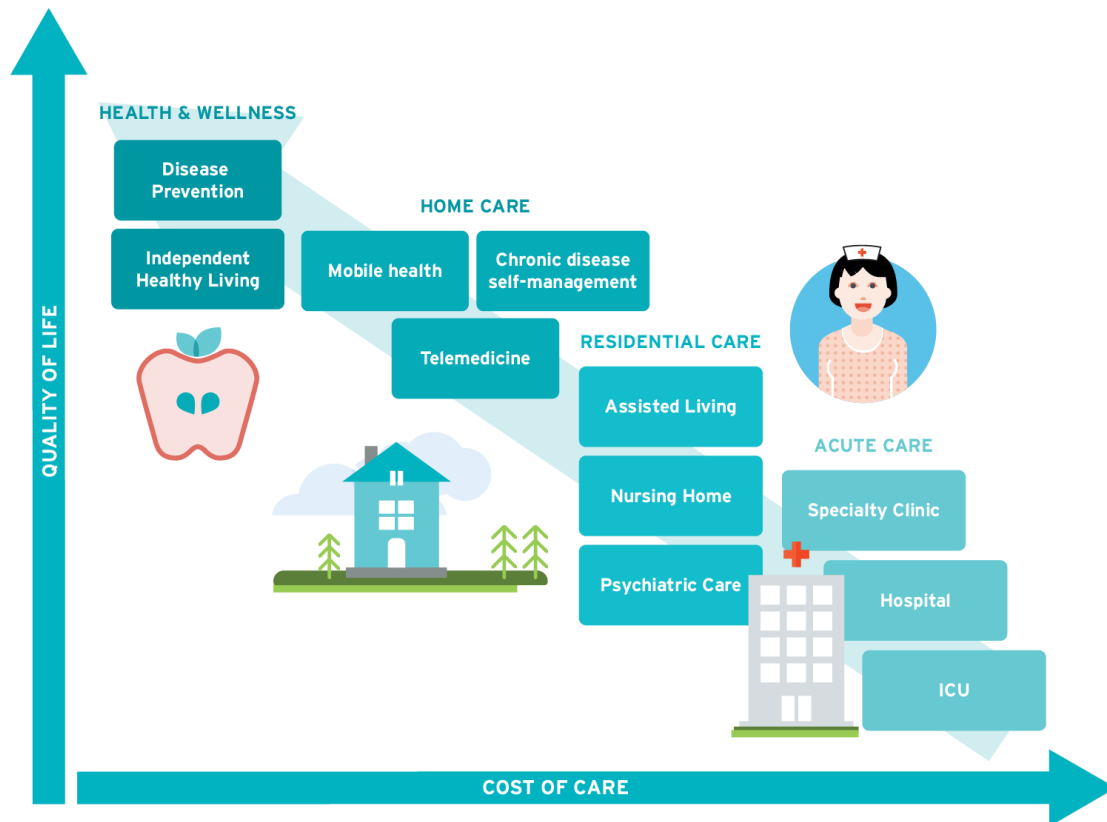 HEALTH & WELLNESS
Disease
Prevention
Independent
Healthy Living
HOME CARE
Mobile health
Chronic disease
self-management
Telemedicine
RESIDENTIAL CARE
Assisted Living
Nursing Home
Psychiatric Care
ACUTE CARE
Specialty Clinic
Hospital
ICU
QUALITY OF LIFE
COST OF CARE